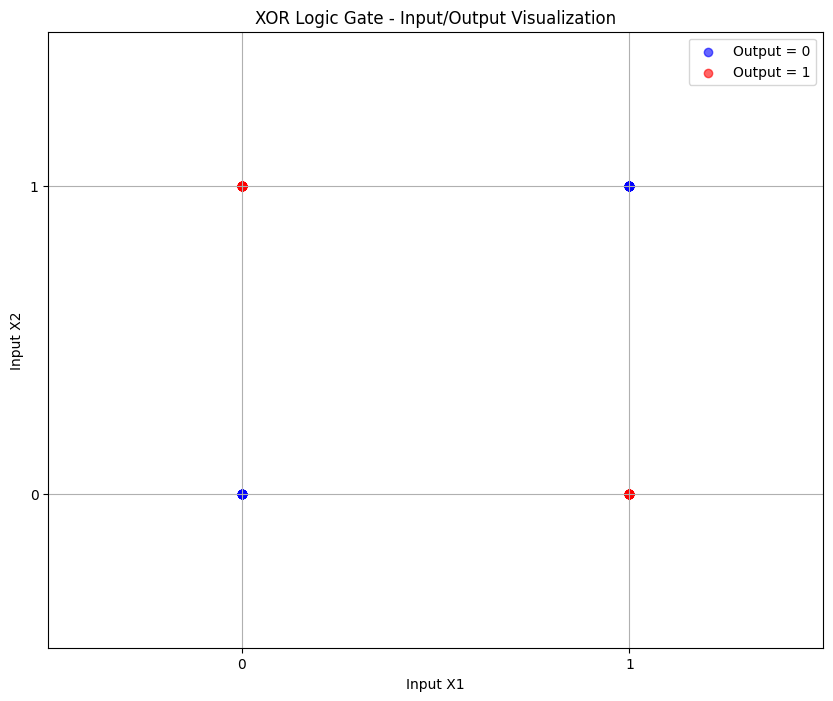 XOR Logic Gate - Input/Output Visualization
Output = 0
Output = 1
1
Input X2
0
0
1
Input X1